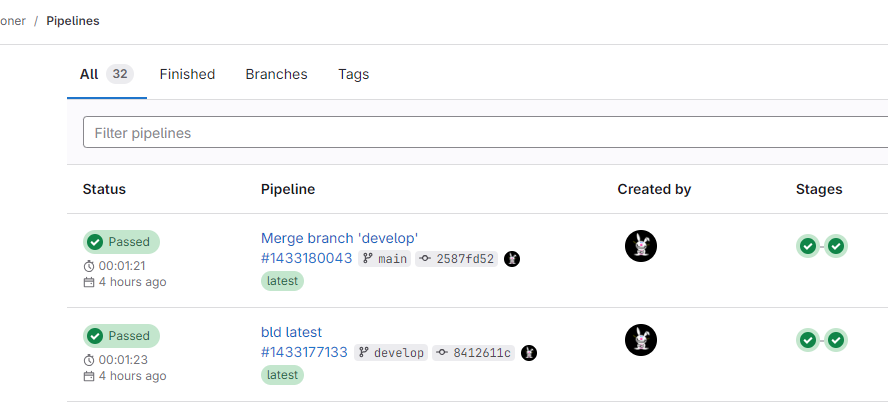 oner / Pipelines
All 32 Finished Branches Tags
Filter pipelines
Status Pipeline Created by Stages
Passed
00:01:21
4 hours ago
Merge branch 'develop'
#1433180043 main 2587fd52
latest
Passed
00:01:23
4 hours ago
bld latest
#1433177133 develop 8412611c
latest